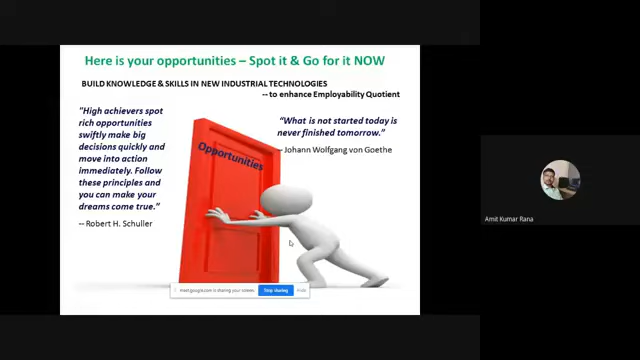 Here is your opportunities – Spot it & Go for it NOW
BUILD KNOWLEDGE & SKILLS IN NEW INDUSTRIAL TECHNOLOGIES
-- to enhance Employability Quotient
"High achievers spot
rich opportunities
swiftly make big
decisions quickly and
move into action
immediately. Follow
these principles and
you can make your
dreams come true."
-- Robert H. Schuller
"What is not started today is
never finished tomorrow."
– Johann Wolfgang von Goethe
Opportunities
meet.google.com is sharing your screen.
Stop sharing
Hide
Amit Kumar Rana